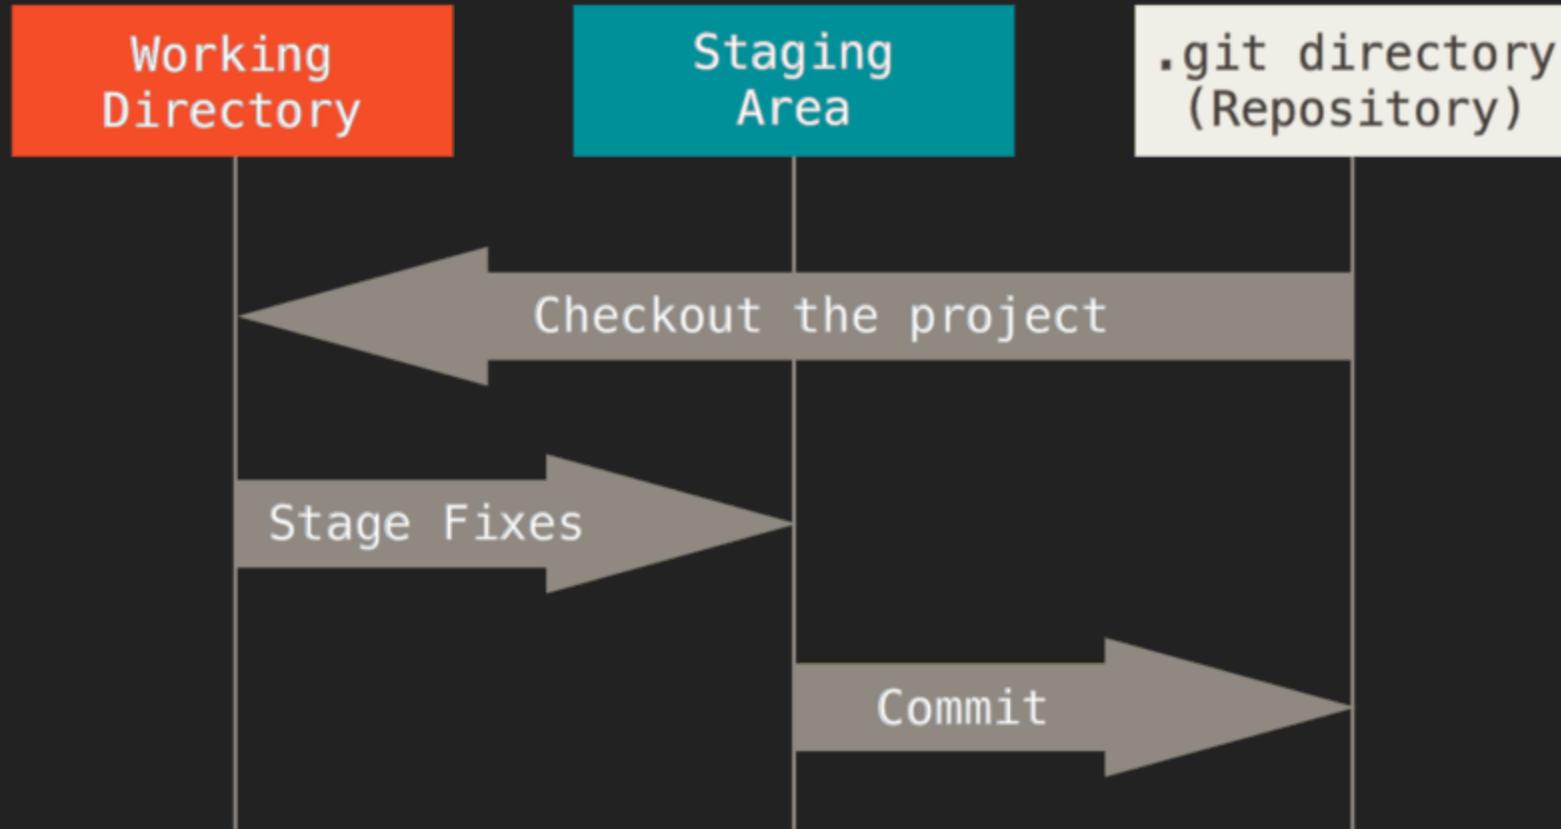 Working
Directory
Staging
Area
.git directory
(Repository)
Checkout the project
Stage Fixes
Commit